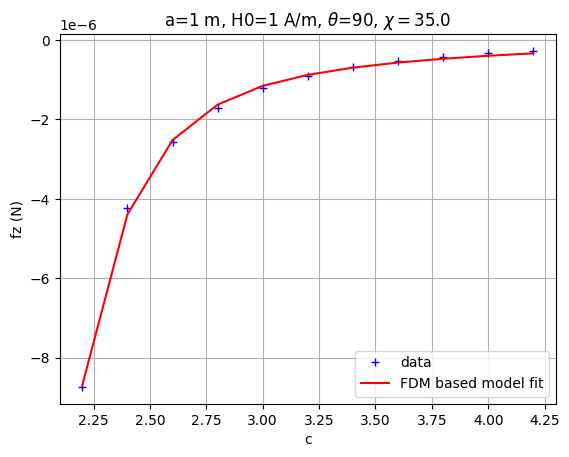 a=1 m, H0=1 A/m, θ=90, χ = 35.0
1e−6
0
−2
−4
−6
−8
fz (N)
data
FDM based model fit
2.25 2.50 2.75 3.00 3.25 3.50 3.75 4.00 4.25
c